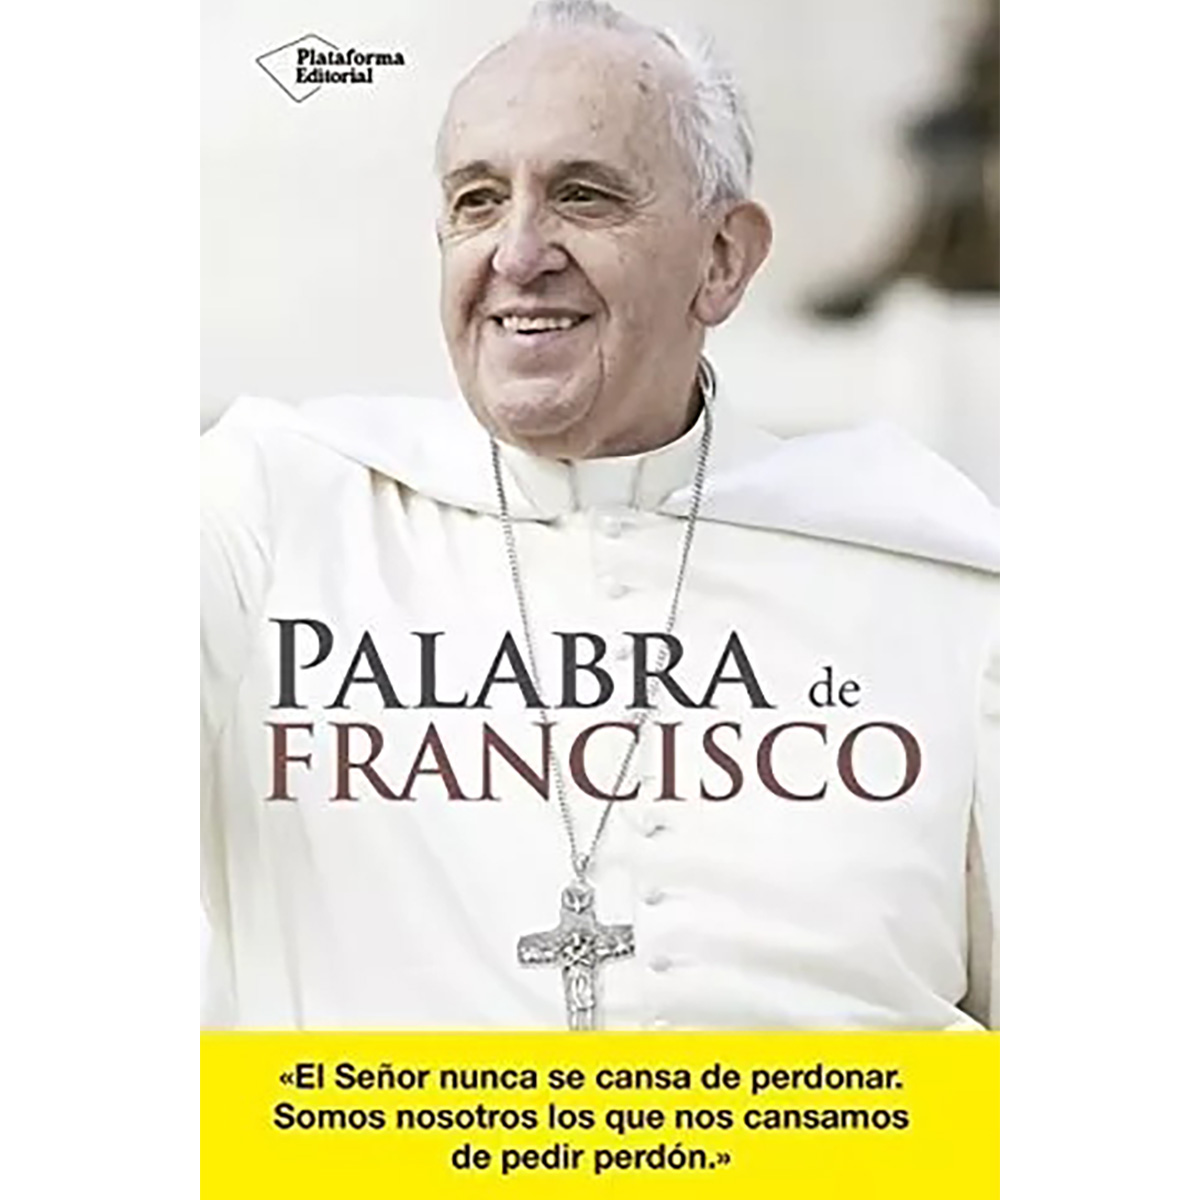 Plataforma
Editorial
PALABRA de
FRANCISCO
«El Señor nunca se cansa de perdonar.
Somos nosotros los que nos cansamos
de pedir perdón.»